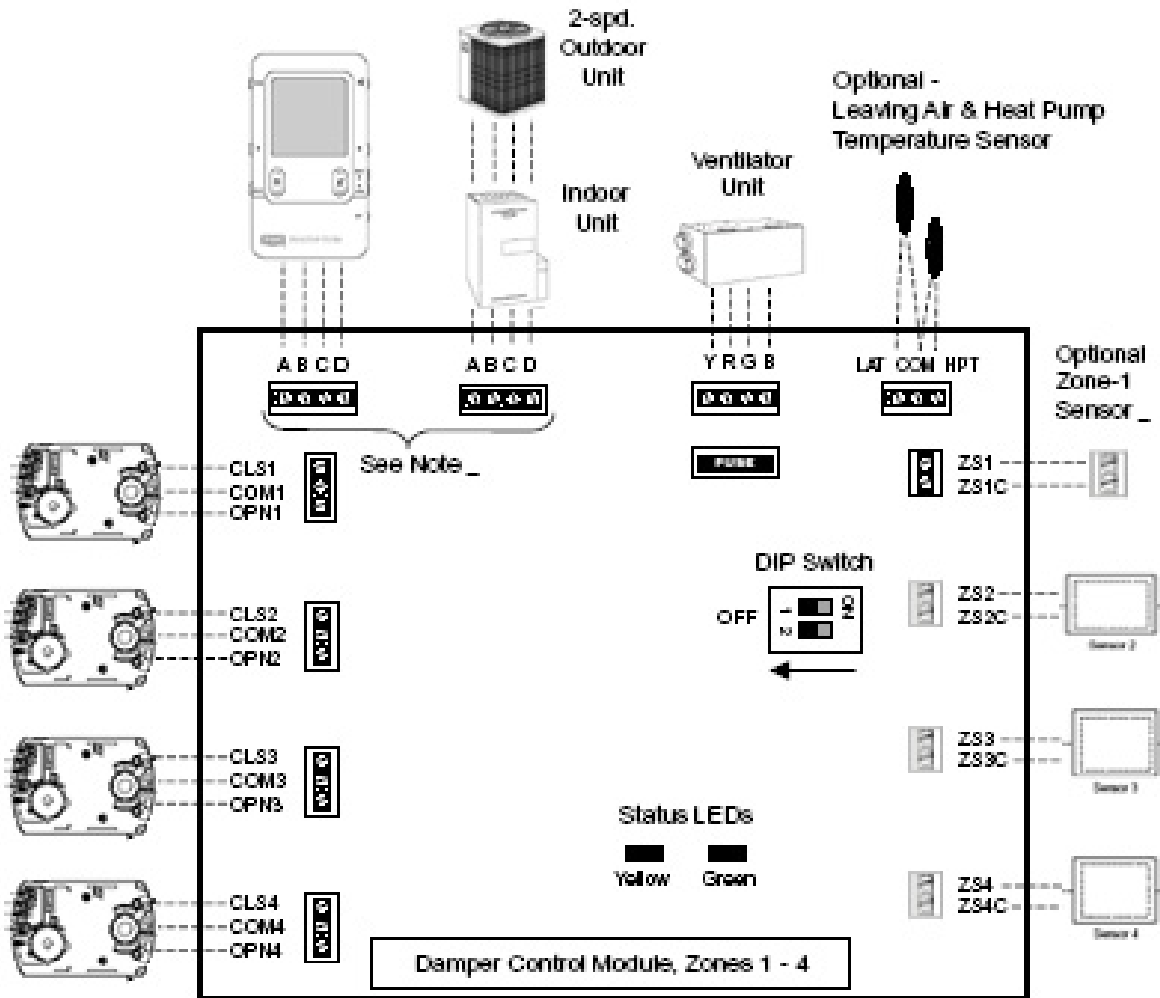 2-spd.
Outdoor
Unit
Optional -
Leaving Air & Heat Pump
Temperature Sensor
Ventilator
Unit
Indoor
Unit
A B C D
A B C D
Y R G B
LAT COM HPT
Optional
Zone-1
Sensor _
See Note _
FUSE
CLS1
COM1
OPN1
ZS1
ZS1C
DIP Switch
OFF
1
2
ON
CLS2
COM2
OPN2
ZS2
ZS2C
Sensor 2
CLS3
COM3
OPN3
ZS3
ZS3C
Sensor 3
Status LEDs
Yellow Green
CLS4
COM4
OPN4
ZS4
ZS4C
Sensor 4
Damper Control Module, Zones 1 - 4